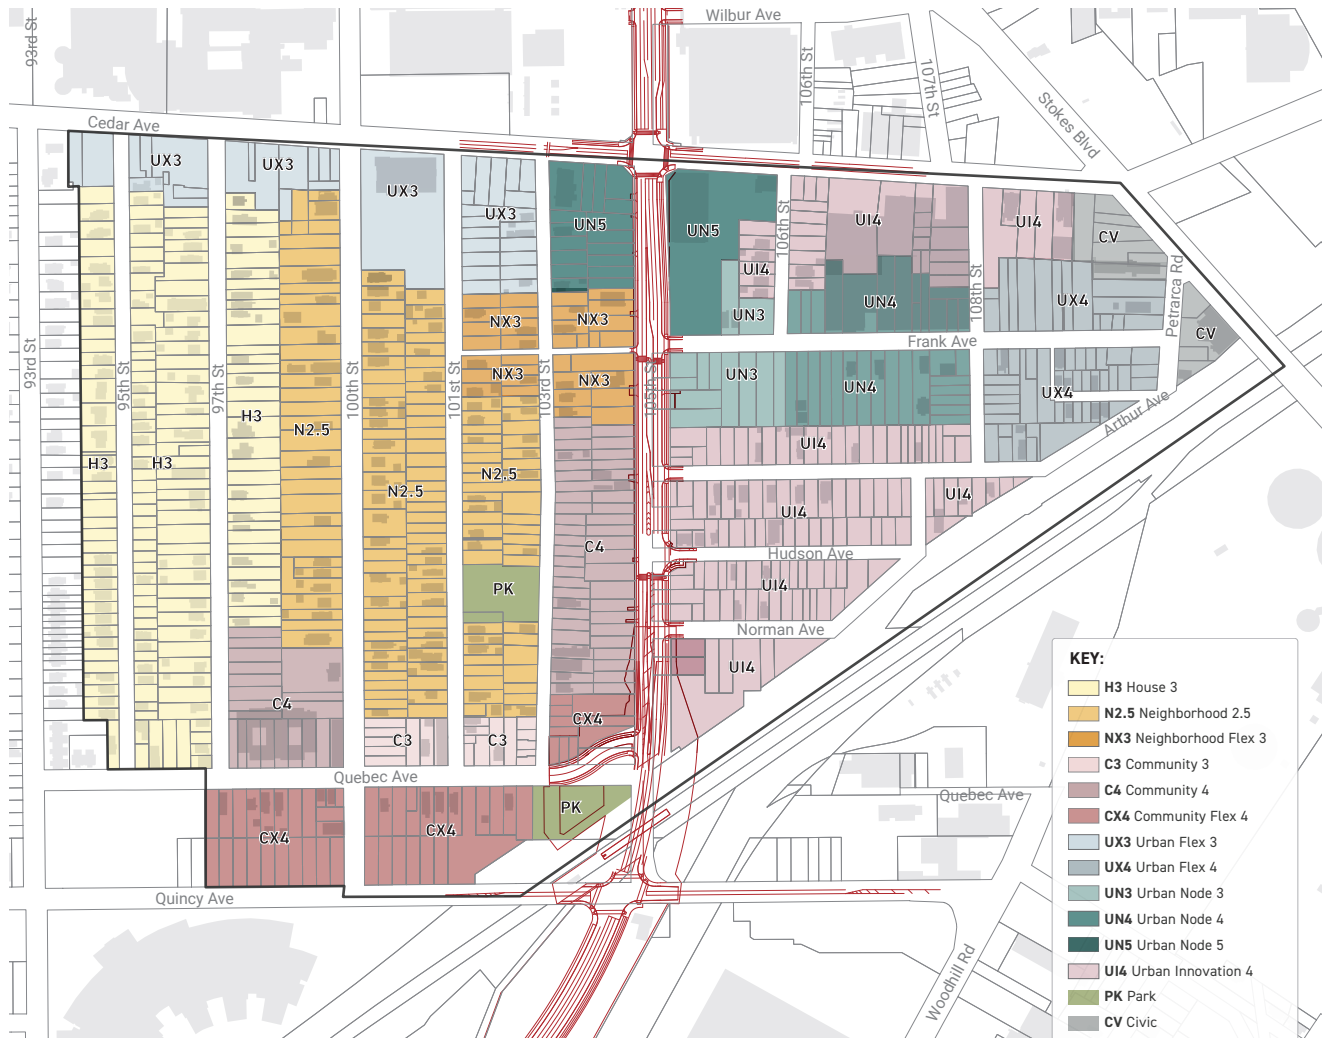 Wilbur Ave
93rd St
106th St
107th St
Stokes Blvd
Cedar Ave
UX3
UX3
UX3
UX3
UN5
UN5
106th St
UI4
UI4
CV
UI4
Petrarca Rd
UN4
108th St
UX4
UN3
NX3
NX3
CV
Frank Ave
93rd St
95th St
97th St
100th St
101st St
103rd St
105th St
NX3
NX3
UN3
UN4
UX4
Arthur Ave
H3
N2.5
UI4
H3
H3
N2.5
N2.5
UI4
UI4
C4
Hudson Ave
PK
UI4
Norman Ave
UI4
C4
CX4
C3
C3
Quebec Ave
PK
Quebec Ave
CX4
CX4
Quincy Ave
Woodhill Rd
KEY:
H3 House 3
N2.5 Neighborhood 2.5
NX3 Neighborhood Flex 3
C3 Community 3
C4 Community 4
CX4 Community Flex 4
UX3 Urban Flex 3
UX4 Urban Flex 4
UN3 Urban Node 3
UN4 Urban Node 4
UN5 Urban Node 5
UI4 Urban Innovation 4
PK Park
CV Civic